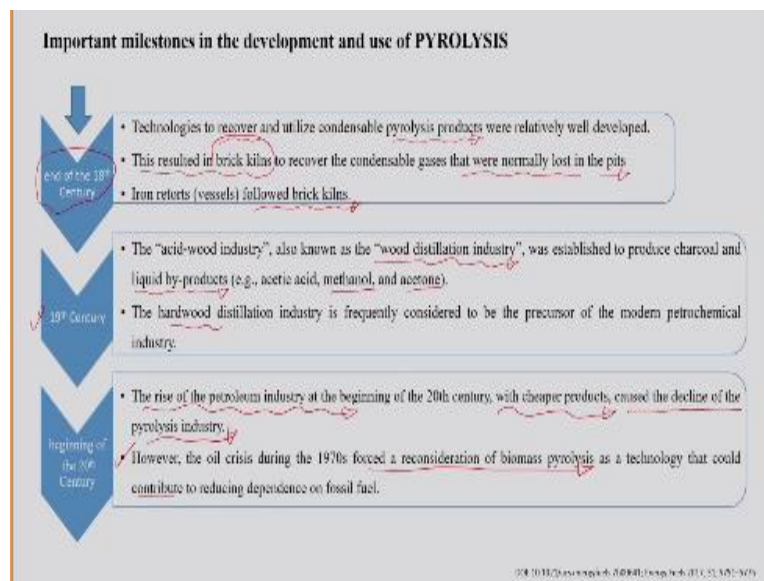 Important milestones in the development and use of PYROLYSIS
• Technologies to recover and utilize condensable pyrolysis products were relatively well developed.
• This resulted in brick kilns to recover the condensable gases that were normally lost in the pits
• Iron retorts (vessels) followed brick kilns.
end of the 18th
Century
• The “acid-wood industry”, also known as the “wood distillation industry”, was established to produce charcoal and
liquid by-products (e.g., acetic acid, methanol, and acetone).
• The hardwood distillation industry is frequently considered to be the precursor of the modern petrochemical
industry.
19th Century
• The rise of the petroleum industry at the beginning of the 20th century, with cheaper products, caused the decline of the
pyrolysis industry.
• However, the oil crisis during the 1970s forced a reconsideration of biomass pyrolysis as a technology that could
contribute to reducing dependence on fossil fuel.
beginning of
the 20th
Century